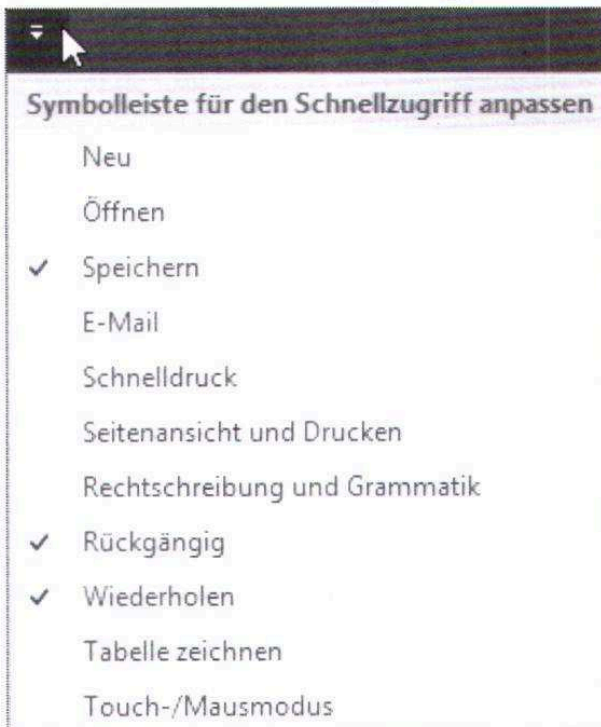 Symbolleiste für den Schnellzugriff anpassen
Neu
Öffnen
Speichern
E-Mail
Schnelldruck
Seitenansicht und Drucken
Rechtschreibung und Grammatik
Rückgängig
Wiederholen
Tabelle zeichnen
Touch-/Mausmodus